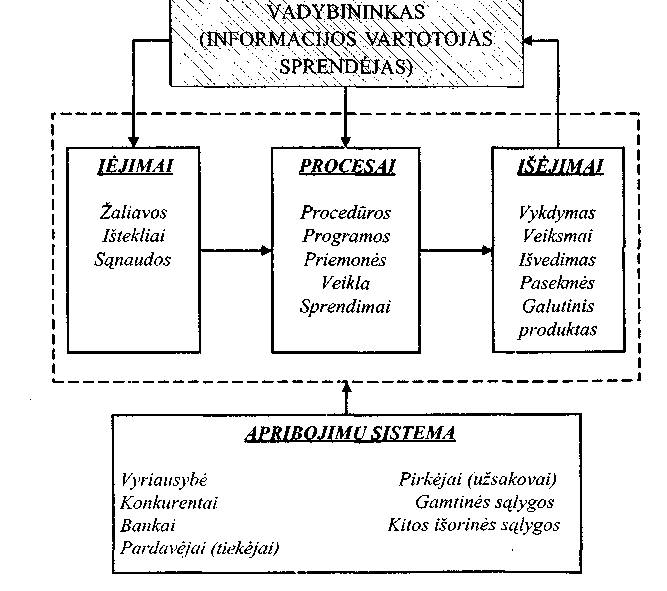 VADYBININKAS
(INFORMACIJOS VARTOTOJAS
SPRENDĖJAS)
ĮĖJIMAI
Žaliavos
Ištekliai
Sąnaudos
PROCESAI
Procedūros
Programos
Priemonės
Veikla
Sprendimai
IŠĖJIMAI
Vykdymas
Veiksmai
Išvedimas
Pasekmės
Galutinis
produktas
APRIBOJIMŲ SISTEMA
Vyriausybė
Konkurentai
Bankai
Pardavėjai (tiekėjai)
Pirkėjai (užsakovai)
Gamtinės sąlygos
Kitos išorinės sąlygos